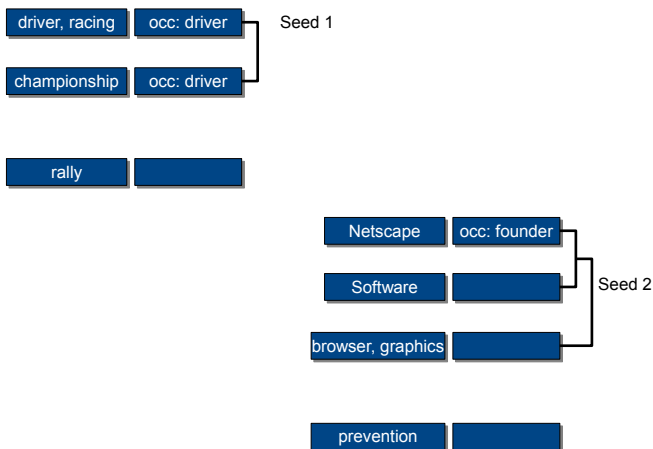 driver, racing occ: driver Seed 1
championship occ: driver
rally
Netscape occ: founder
Software
Seed 2
browser, graphics
prevention